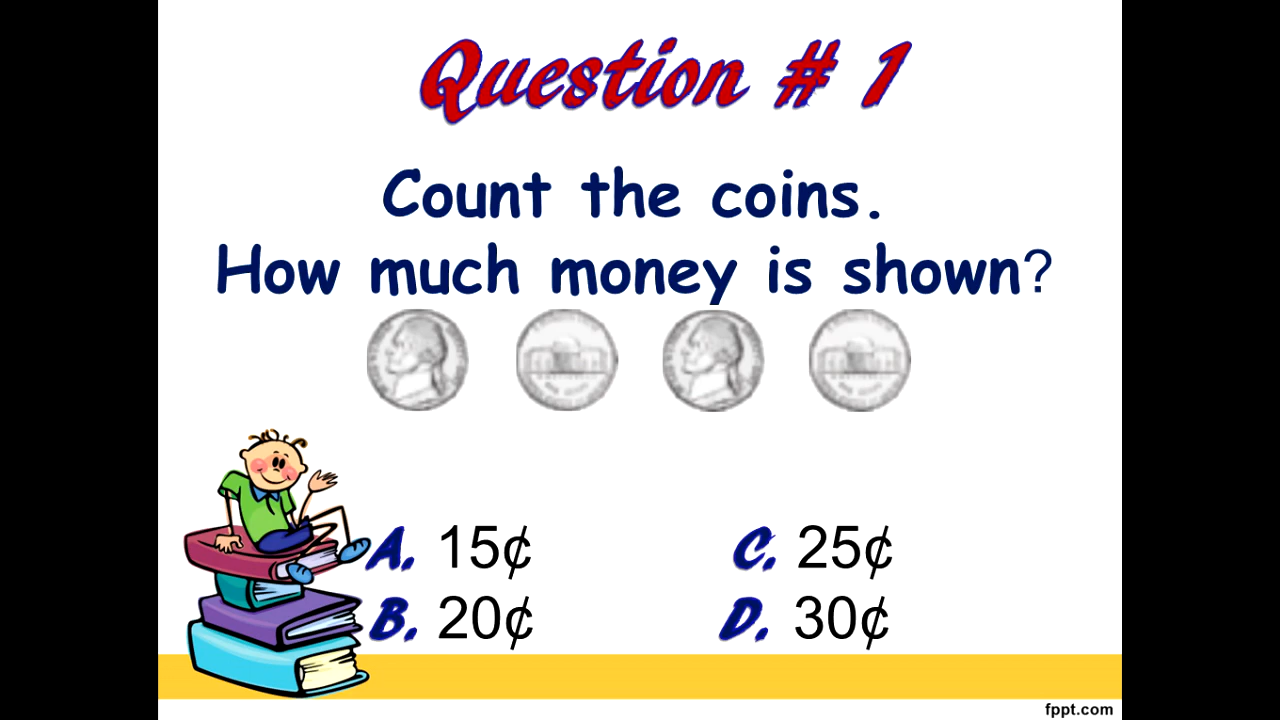 Question # 1
Count the coins.
How much money is shown?
A. 15¢
B. 20¢
C. 25¢
D. 30¢
fppt.com